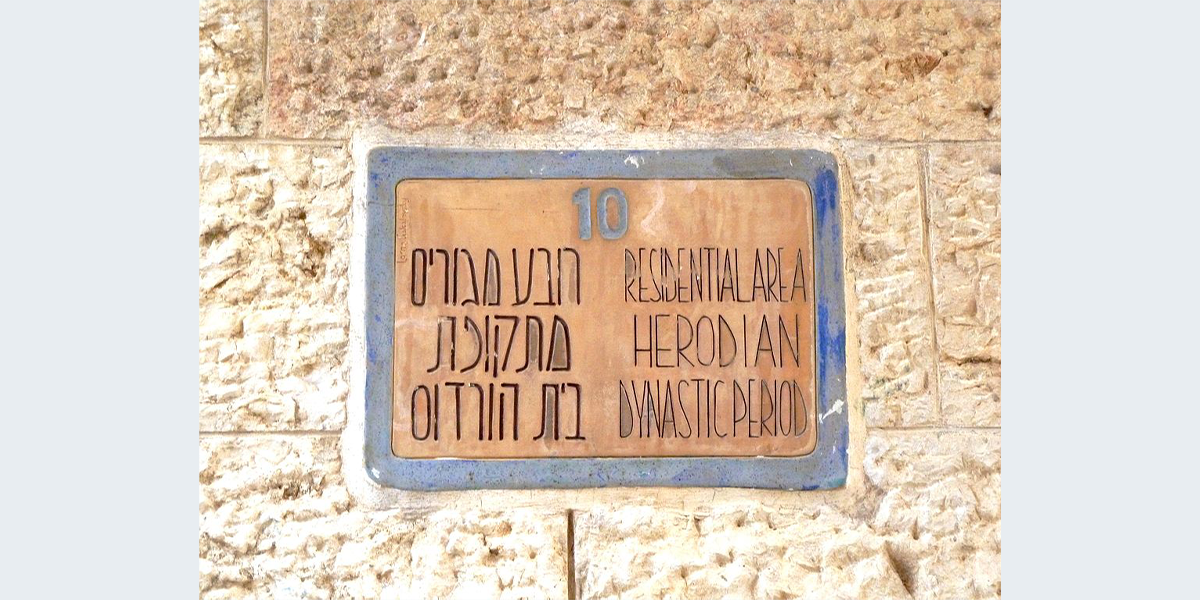 10
רובע מגורים
מתקופת
בית הורדוס
RESIDENTIAL AREA
HERODIAN
DYNASTIC PERIOD